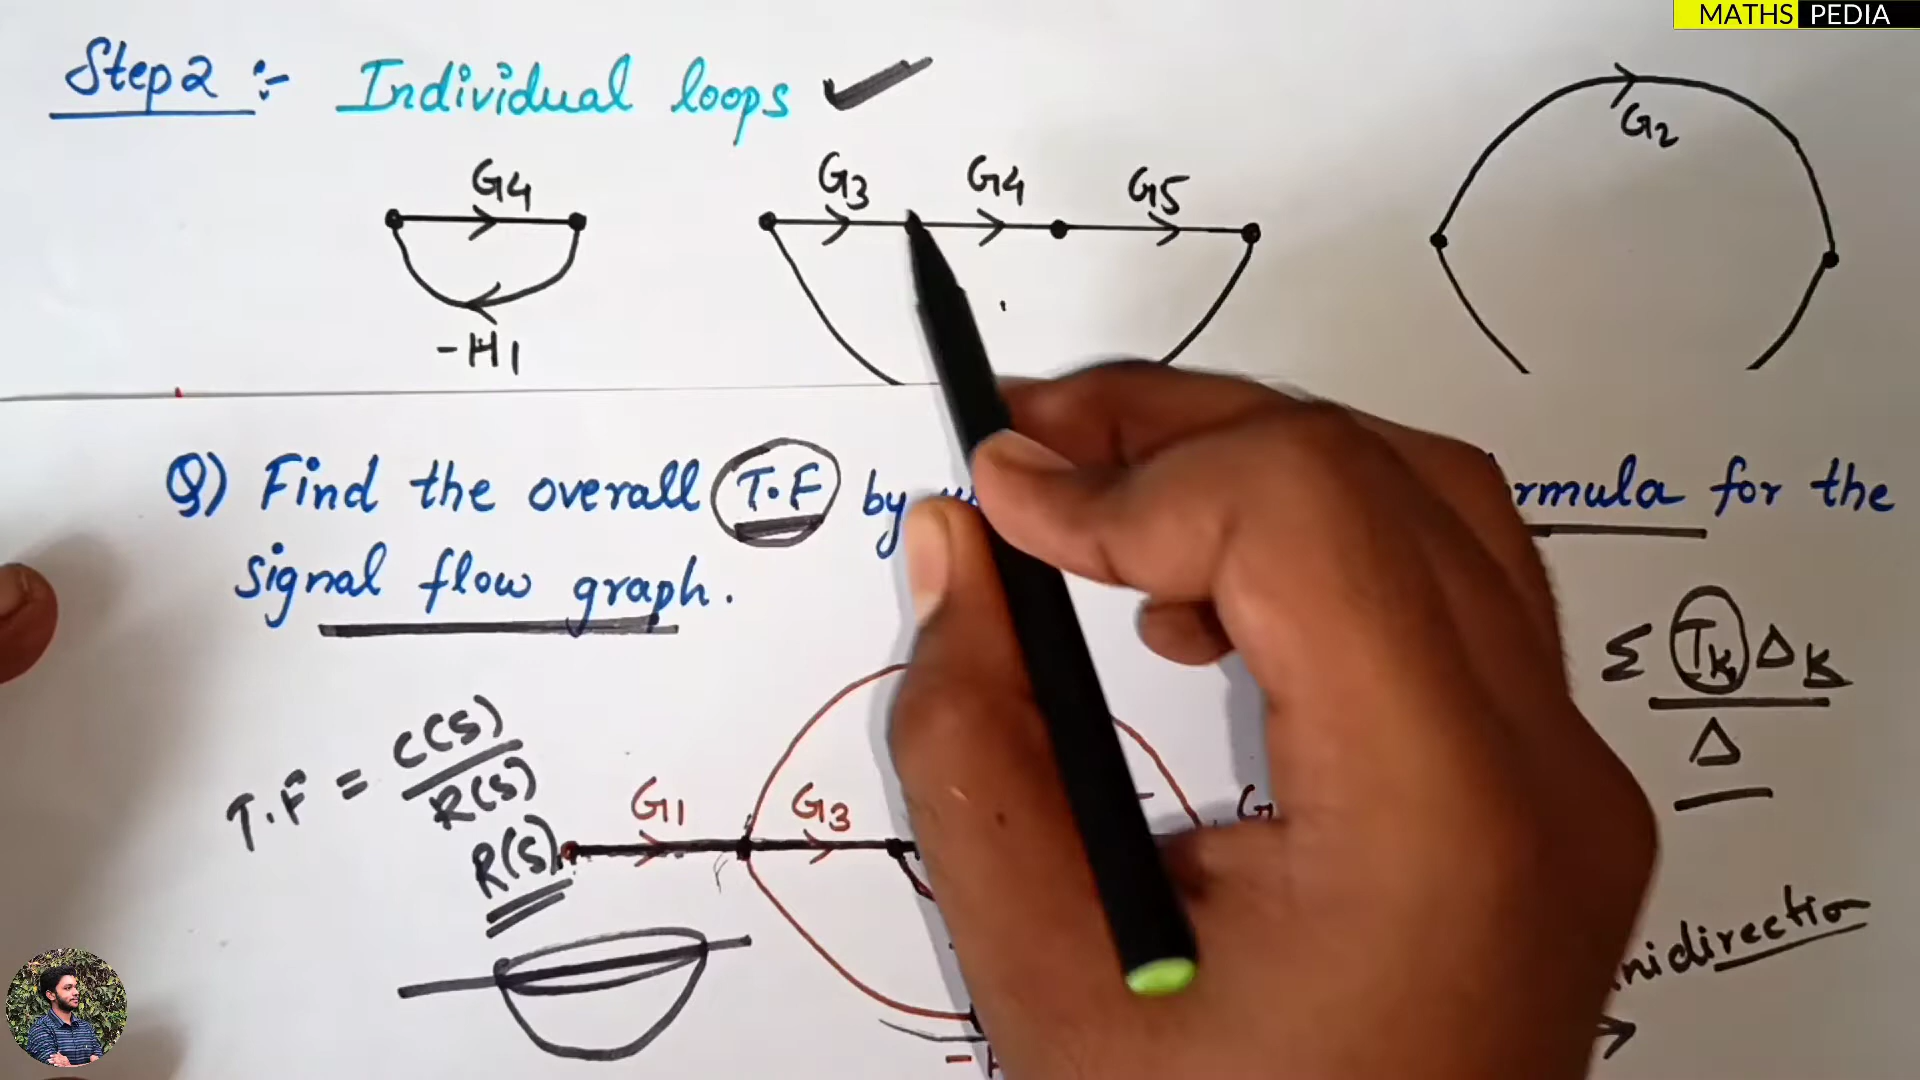 MATHS PEDIA
Step 2 :- Individual loops
G4
G3 G4 G5
G2
-H1
Q) Find the overall T.F by rmula for the
signal flow graph.
Σ TK ΔK
Δ
T.F = C(S)
R(S)
R(S)
G1 G3
nidirection